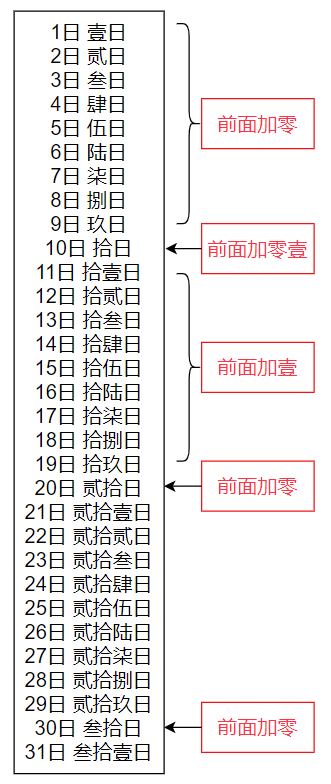 1日 壹日
2日 贰日
3日 叁日
4日 肆日
5日 伍日
6日 陆日
7日 柒日
8日 捌日
9日 玖日
前面加零
10日 拾日
前面加零壹
11日 拾壹日
12日 拾贰日
13日 拾叁日
14日 拾肆日
15日 拾伍日
16日 拾陆日
17日 拾柒日
18日 拾捌日
19日 拾玖日
前面加壹
20日 贰拾日
前面加零
21日 贰拾壹日
22日 贰拾贰日
23日 贰拾叁日
24日 贰拾肆日
25日 贰拾伍日
26日 贰拾陆日
27日 贰拾柒日
28日 贰拾捌日
29日 贰拾玖日
30日 叁拾日
前面加零
31日 叁拾壹日